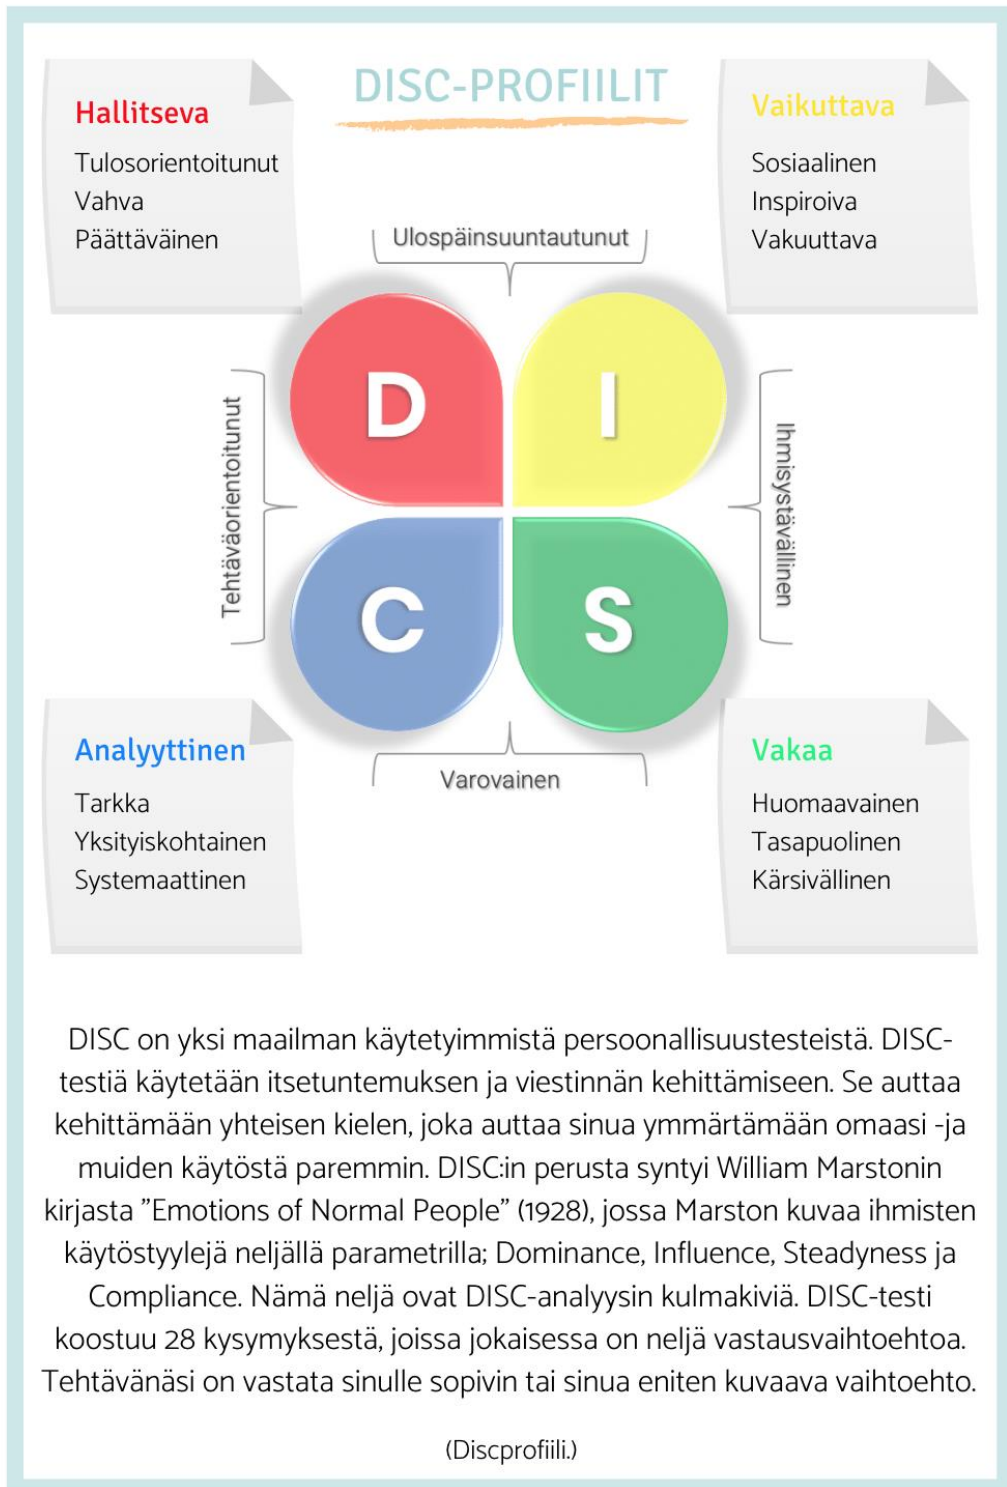 DISC-PROFIILIT
Hallitseva
Tulosorientoitunut
Vahva
Päättäväinen
Vaikuttava
Sosiaalinen
Inspiroiva
Vakuuttava
Ulospäinsuuntautunut
Tehtäväorientoitunut
D
I
Ihmisystävällinen
C
S
Varovainen
Analyyttinen
Tarkka
Yksityiskohtainen
Systemaattinen
Vakaa
Huomaavainen
Tasapuolinen
Kärsivällinen
DISC on yksi maailman käytetyimmistä persoonallisuustesteistä. DISC-
testiä käytetään itsetuntemuksen ja viestinnän kehittämiseen. Se auttaa
kehittämään yhteisen kielen, joka auttaa sinua ymmärtämään omaasi -ja
muiden käytöstä paremmin. DISC:in perusta syntyi William Marstonin
kirjasta ”Emotions of Normal People” (1928), jossa Marston kuvaa ihmisten
käytöstyylejä neljällä parametrilla; Dominance, Influence, Steadyness ja
Compliance. Nämä neljä ovat DISC-analyysin kulmakiviä. DISC-testi
koostuu 28 kysymyksestä, joissa jokaisessa on neljä vastausvaihtoehtoa.
Tehtävänäsi on vastata sinulle sopivin tai sinua eniten kuvaava vaihtoehto.
(Discprofiili.)